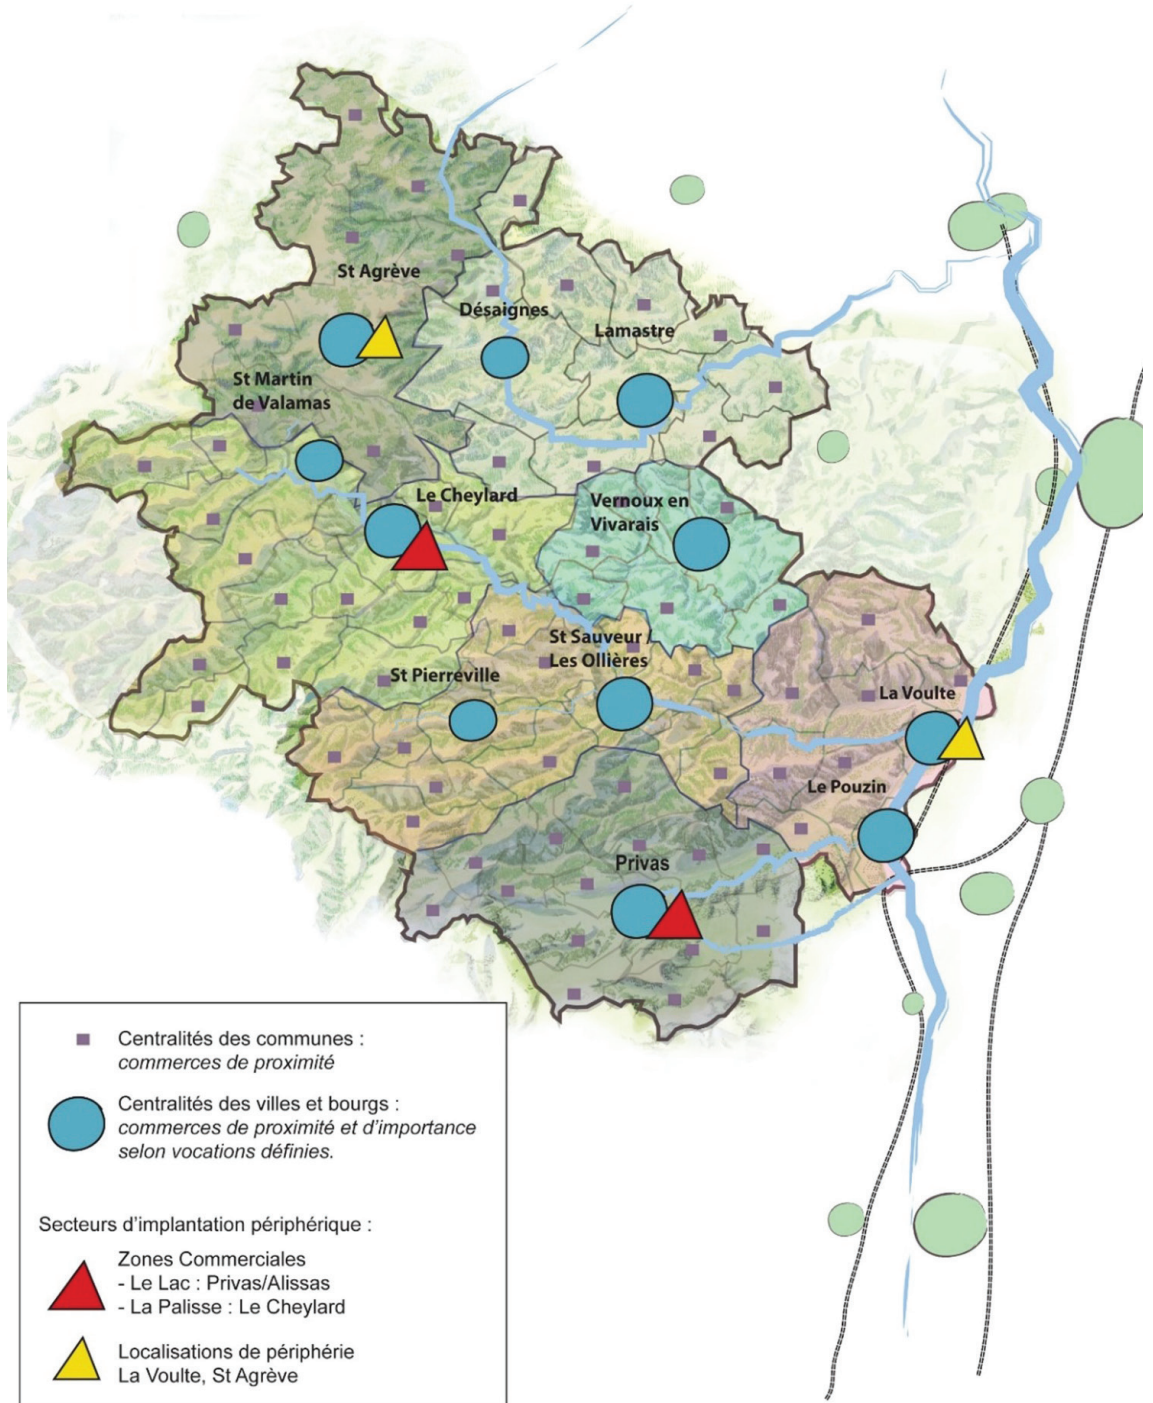 St Agrève
Désaignes
Lamastre
St Martin
de Valamas
Le Cheylard
Vernoux en
Vivarais
St Sauveur /
Les Ollières
St Pierreville
La Voulte
Le Pouzin
Privas
Centralités des communes :
commerces de proximité
Centralités des villes et bourgs :
commerces de proximité et d’importance
selon vocations définies.
Secteurs d’implantation périphérique :
Zones Commerciales
- Le Lac : Privas/Alissas
- La Palisse : Le Cheylard
Localisations de périphérie
La Voulte, St Agrève